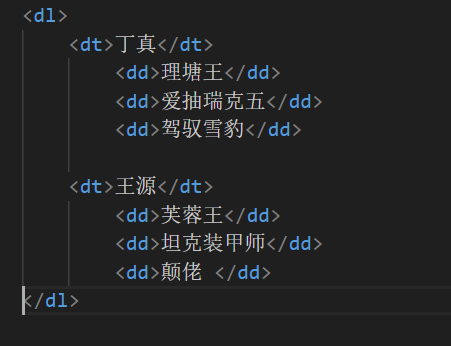 <dl>
<dt>丁真</dt>
<dd>理塘王</dd>
<dd>爱抽瑞克五</dd>
<dd>驾驭雪豹</dd>
<dt>王源</dt>
<dd>芙蓉王</dd>
<dd>坦克装甲师</dd>
<dd>颠佬 </dd>
</dl>